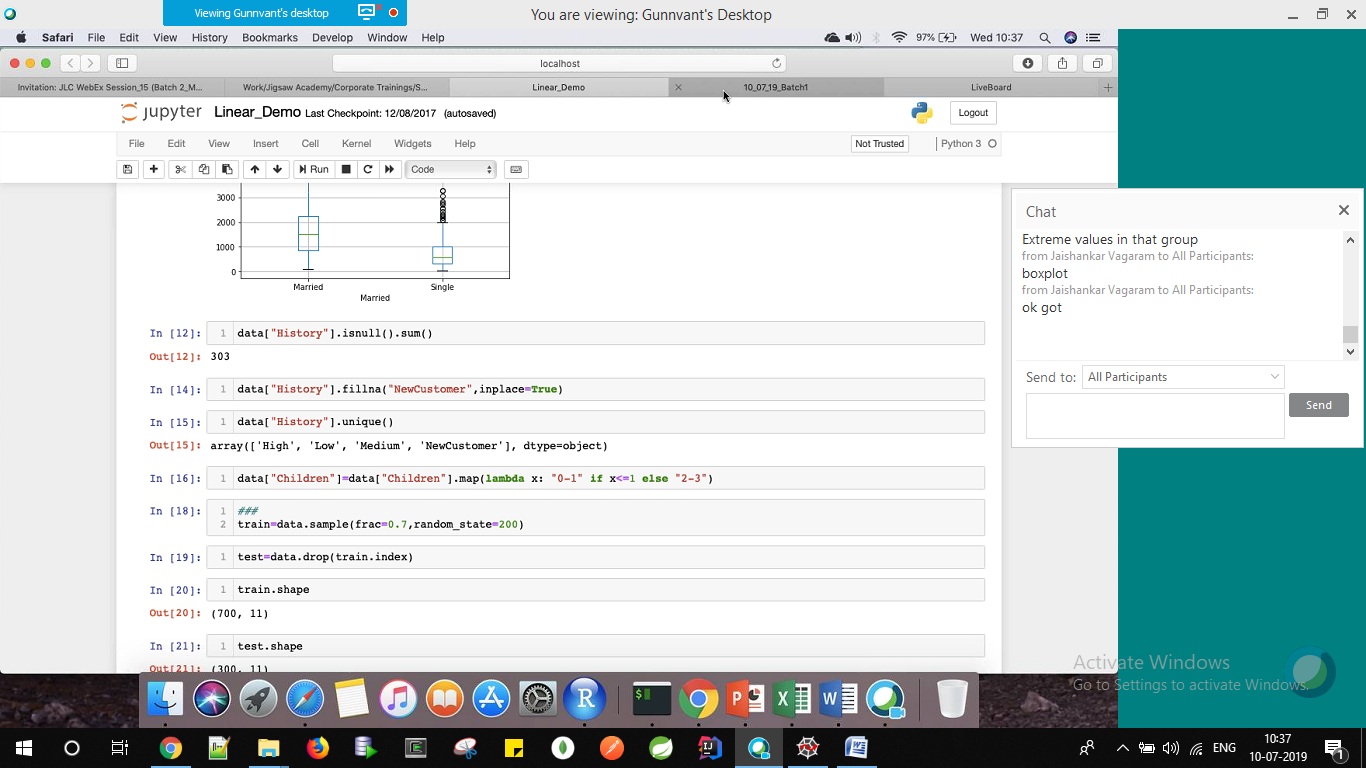 Viewing Gunnvant's desktop
You are viewing: Gunnvant's Desktop
Safari File Edit View History Bookmarks Develop Window Help
97% Wed 10:37
localhost
Invitation: JLC WebEx Session_15 (Batch 2_M...
Work/Jigsaw Academy/Corporate Trainings/S...
Linear_Demo
10_07_19_Batch1
LiveBoard
jupyter Linear_Demo Last Checkpoint: 12/08/2017 (autosaved)
Logout
File Edit View Insert Cell Kernel Widgets Help
Not Trusted
Python 3
Run
Code
3000
2000
1000
0
Married Single
Married
In [12]: 1 data["History"].isnull().sum()
Out[12]: 303
In [14]: 1 data["History"].fillna("NewCustomer",inplace=True)
In [15]: 1 data["History"].unique()
Out[15]: array(['High', 'Low', 'Medium', 'NewCustomer'], dtype=object)
In [16]: 1 data["Children"]=data["Children"].map(lambda x: "0-1" if x<=1 else "2-3")
In [18]: 1 ###
2 train=data.sample(frac=0.7,random_state=200)
In [19]: 1 test=data.drop(train.index)
In [20]: 1 train.shape
Out[20]: (700, 11)
In [21]: 1 test.shape
Out[21]: (300, 11)
Chat
Extreme values in that group
from Jaishankar Vagaram to All Participants:
boxplot
from Jaishankar Vagaram to All Participants:
ok got
Send to: All Participants
Send
Activate Windows
Go to Settings to activate Windows.
ENG
10:37
10-07-2019
1